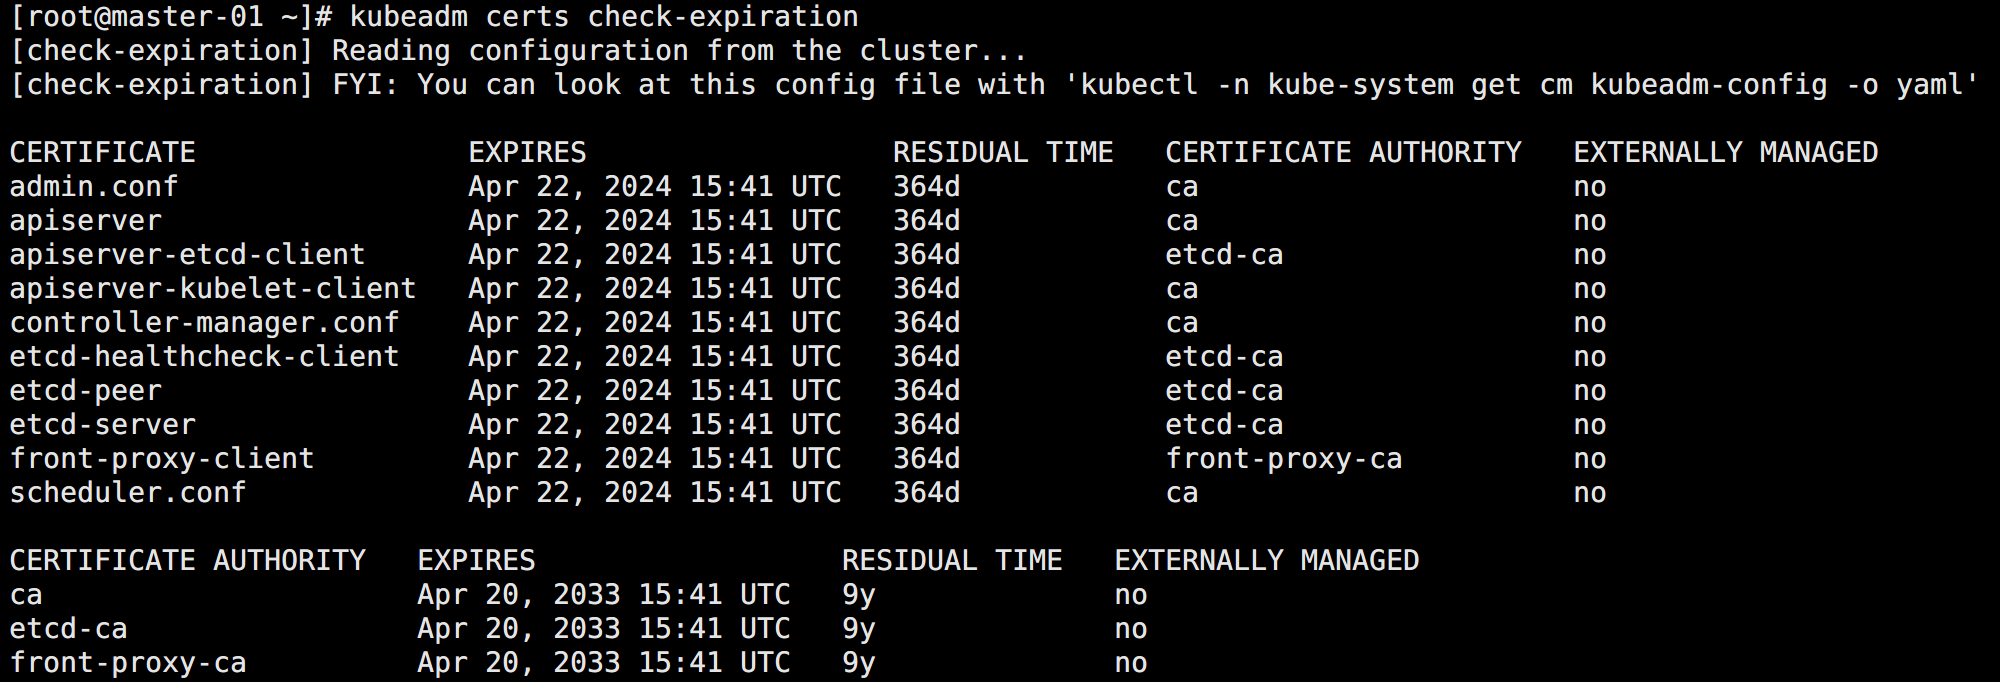 [root@master-01 ~]# kubeadm certs check-expiration
[check-expiration] Reading configuration from the cluster...
[check-expiration] FYI: You can look at this config file with 'kubectl -n kube-system get cm kubeadm-config -o yaml'

CERTIFICATE                EXPIRES                  RESIDUAL TIME   CERTIFICATE AUTHORITY   EXTERNALLY MANAGED
admin.conf                 Apr 22, 2024 15:41 UTC   364d            ca                      no
apiserver                  Apr 22, 2024 15:41 UTC   364d            ca                      no
apiserver-etcd-client      Apr 22, 2024 15:41 UTC   364d            etcd-ca                 no
apiserver-kubelet-client   Apr 22, 2024 15:41 UTC   364d            ca                      no
controller-manager.conf    Apr 22, 2024 15:41 UTC   364d            ca                      no
etcd-healthcheck-client    Apr 22, 2024 15:41 UTC   364d            etcd-ca                 no
etcd-peer                  Apr 22, 2024 15:41 UTC   364d            etcd-ca                 no
etcd-server                Apr 22, 2024 15:41 UTC   364d            etcd-ca                 no
front-proxy-client         Apr 22, 2024 15:41 UTC   364d            front-proxy-ca          no
scheduler.conf             Apr 22, 2024 15:41 UTC   364d            ca                      no

CERTIFICATE AUTHORITY   EXPIRES                  RESIDUAL TIME   EXTERNALLY MANAGED
ca                      Apr 20, 2033 15:41 UTC   9y              no
etcd-ca                 Apr 20, 2033 15:41 UTC   9y              no
front-proxy-ca          Apr 20, 2033 15:41 UTC   9y              no